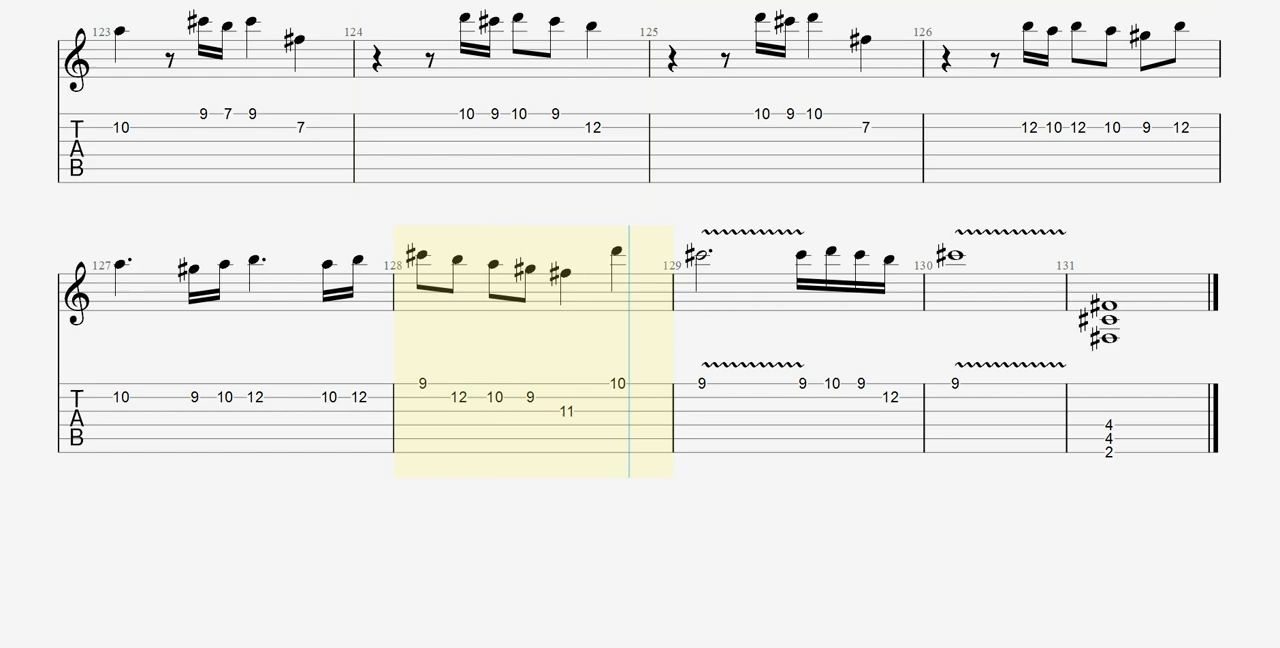 123 124 125 126
9 7 9 10 9 10 9 10 9 10
T 10 7 12 7 12 10 12 10 9 12
A
B
127 128 129 130 131
9 10 9 9 10 9 9
T 10 9 10 12 10 12 12 10 9 12
11
A 4
B 4
2